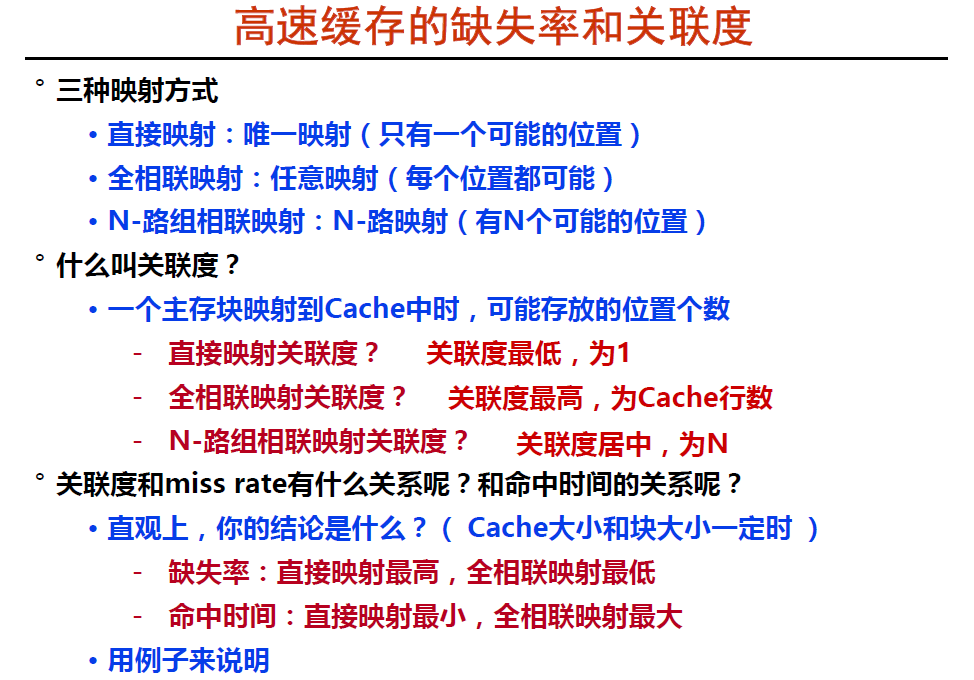 高速缓存的缺失率和关联度
° 三种映射方式
• 直接映射：唯一映射（只有一个可能的位置）
• 全相联映射：任意映射（每个位置都可能）
• N-路组相联映射：N-路映射（有N个可能的位置）
° 什么叫关联度？
• 一个主存块映射到Cache中时，可能存放的位置个数
- 直接映射关联度？ 关联度最低，为1
- 全相联映射关联度？ 关联度最高，为Cache行数
- N-路组相联映射关联度？ 关联度居中，为N
° 关联度和miss rate有什么关系呢？和命中时间的关系呢？
• 直观上，你的结论是什么？（ Cache大小和块大小一定时 ）
- 缺失率：直接映射最高，全相联映射最低
- 命中时间：直接映射最小，全相联映射最大
• 用例子来说明